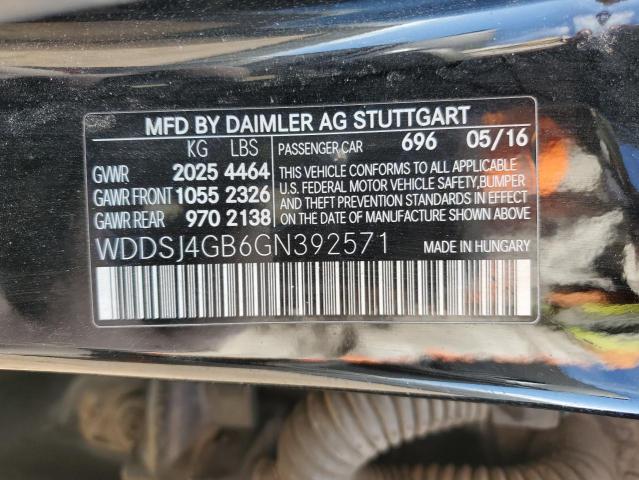 MFD BY DAIMLER AG STUTTGART
KG LBS PASSENGER CAR 696 05/16
GWWR 2025 4464 THIS VEHICLE CONFORMS TO ALL APPLICABLE
GAWR FRONT 1055 2326 U.S. FEDERAL MOTOR VEHICLE SAFETY,BUMPER
AND THEFT PREVENTION STANDARDS IN EFFECT
GAWR REAR 970 2138 ON THE DATE OF MANUFACTURE SHOWN ABOVE
WDDSJ4GB6GN392571 MADE IN HUNGARY